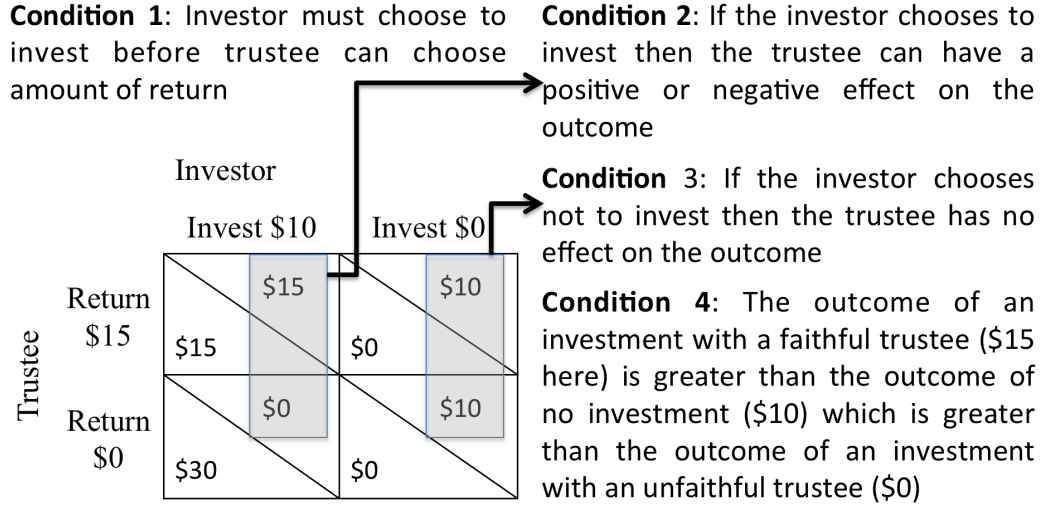 Condition 1: Investor must choose to
invest before trustee can choose
amount of return
Condition 2: If the investor chooses to
invest then the trustee can have a
positive or negative effect on the
outcome
Condition 3: If the investor chooses
not to invest then the trustee has no
effect on the outcome
Condition 4: The outcome of an
investment with a faithful trustee ($15
here) is greater than the outcome of
no investment ($10) which is greater
than the outcome of an investment
with an unfaithful trustee ($0)
Investor
Invest $10
Invest $0
Trustee
Return
$15
$15
$15
$10
$0
Return
$0
$0
$30
$10
$0